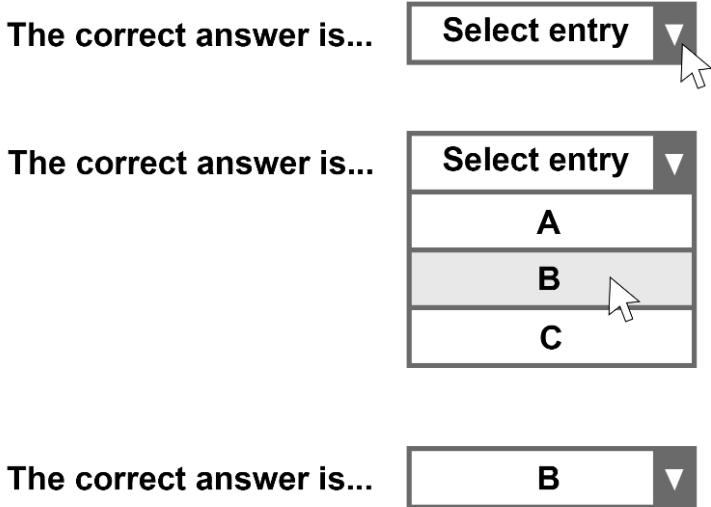 The correct answer is... Select entry
The correct answer is... Select entry
A
B
C
The correct answer is... B